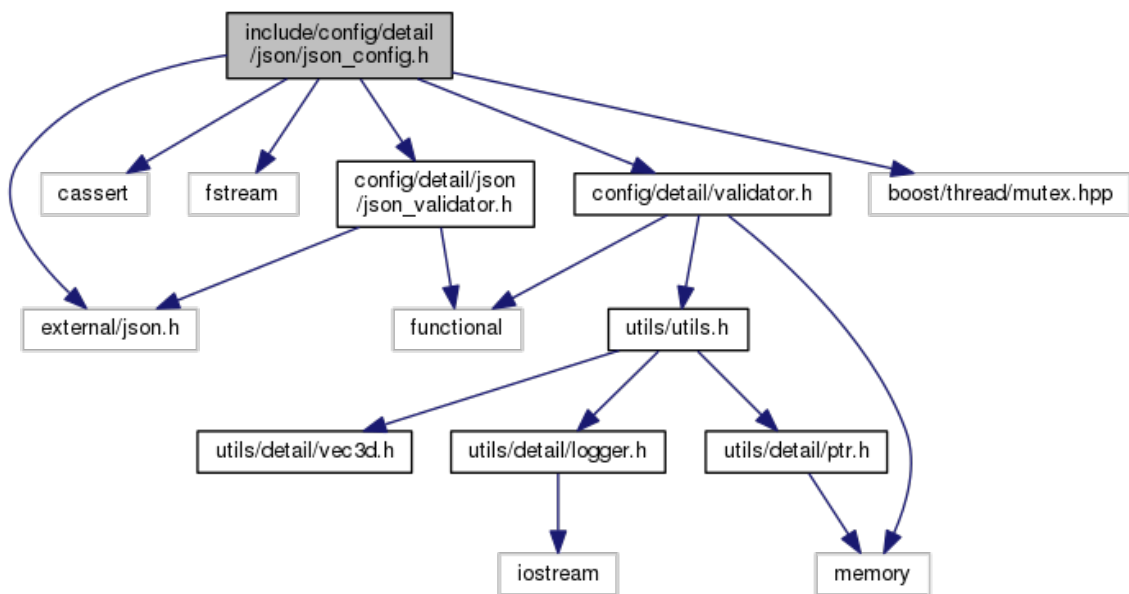 include/config/detail
/json/json_config.h
cassert
fstream
config/detail/json
/json_validator.h
config/detail/validator.h
boost/thread/mutex.hpp
external/json.h
functional
utils/utils.h
utils/detail/vec3d.h
utils/detail/logger.h
utils/detail/ptr.h
iostream
memory